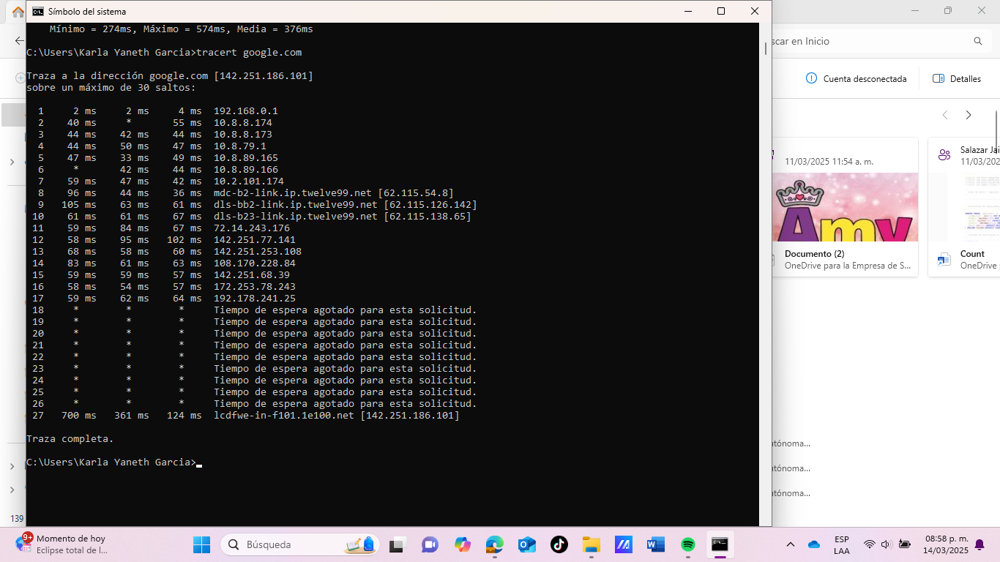 Símbolo del sistema
Mínimo = 274ms, Máximo = 574ms, Media = 376ms
C:\Users\Karla Yaneth Garcia>tracert google.com
Traza a la dirección google.com [142.251.186.101]
sobre un máximo de 30 saltos:
1 2 ms 2 ms 4 ms 192.168.0.1
2 40 ms * 55 ms 10.8.8.174
3 44 ms 42 ms 44 ms 10.8.8.173
4 44 ms 50 ms 47 ms 10.8.79.1
5 47 ms 33 ms 49 ms 10.8.89.165
6 * 42 ms 44 ms 10.8.89.166
7 59 ms 47 ms 42 ms 10.2.101.174
8 96 ms 44 ms 36 ms mdc-b2-link.ip.twelve99.net [62.115.54.8]
9 105 ms 63 ms 61 ms dls-bb2-link.ip.twelve99.net [62.115.126.142]
10 61 ms 61 ms 67 ms dls-b23-link.ip.twelve99.net [62.115.138.65]
11 59 ms 84 ms 67 ms 72.14.243.176
12 58 ms 95 ms 102 ms 142.251.77.141
13 68 ms 58 ms 60 ms 142.251.253.108
14 83 ms 61 ms 63 ms 108.170.228.84
15 59 ms 59 ms 57 ms 142.251.68.39
16 58 ms 54 ms 57 ms 172.253.78.243
17 59 ms 62 ms 64 ms 192.178.241.25
18 * * * Tiempo de espera agotado para esta solicitud.
19 * * * Tiempo de espera agotado para esta solicitud.
20 * * * Tiempo de espera agotado para esta solicitud.
21 * * * Tiempo de espera agotado para esta solicitud.
22 * * * Tiempo de espera agotado para esta solicitud.
23 * * * Tiempo de espera agotado para esta solicitud.
24 * * * Tiempo de espera agotado para esta solicitud.
25 * * * Tiempo de espera agotado para esta solicitud.
26 * * * Tiempo de espera agotado para esta solicitud.
27 700 ms 361 ms 124 ms lcdfwe-in-f101.1e100.net [142.251.186.101]
Traza completa.
C:\Users\Karla Yaneth Garcia>
scar en Inicio
Cuenta desconectada
Detalles
11/03/2025 11:54 a. m.
Amy
Documento (2)
OneDrive para la Empresa de S...
Salazar Jai
11/03/202
Count
OneDrive
utónoma...
utónoma...
utónoma...
139
9+
Momento de hoy
Eclipse total de l...
Búsqueda
ESP
LAA
08:58 p. m.
14/03/2025